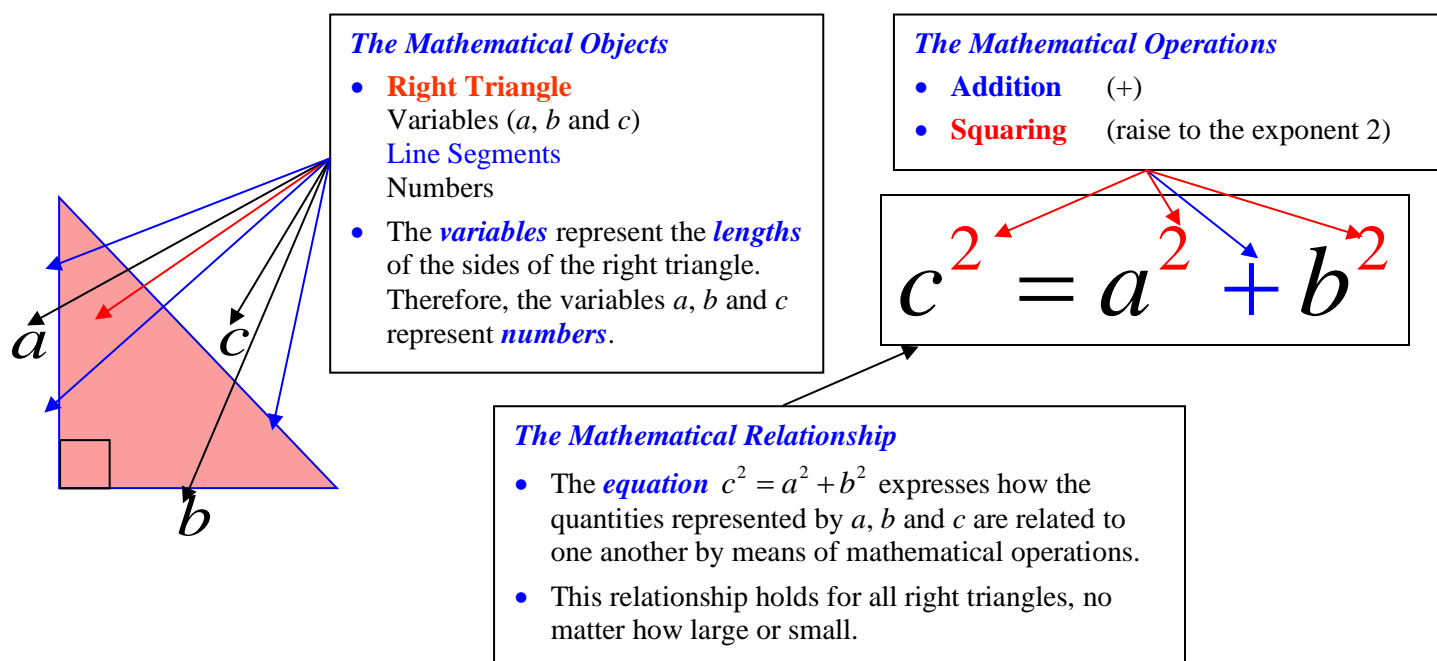 The Mathematical Objects
• Right Triangle
Variables (a, b and c)
Line Segments
Numbers
• The variables represent the lengths
of the sides of the right triangle.
Therefore, the variables a, b and c
represent numbers.
The Mathematical Operations
• Addition (+)
• Squaring (raise to the exponent 2)
c² = a² + b²
a
c
b
The Mathematical Relationship
• The equation c² = a² + b² expresses how the
quantities represented by a, b and c are related to
one another by means of mathematical operations.
• This relationship holds for all right triangles, no
matter how large or small.